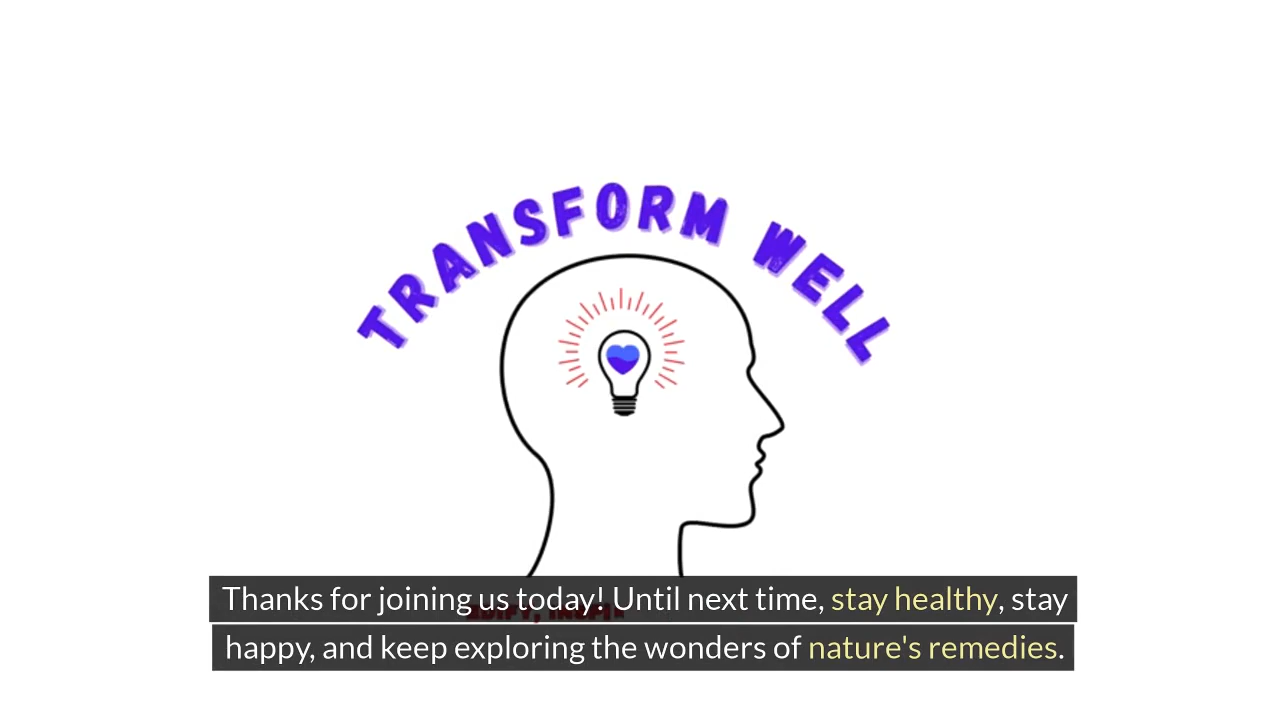 TRANSFORM WELL
Thanks for joining us today! Until next time, stay healthy, stay
happy, and keep exploring the wonders of nature's remedies.